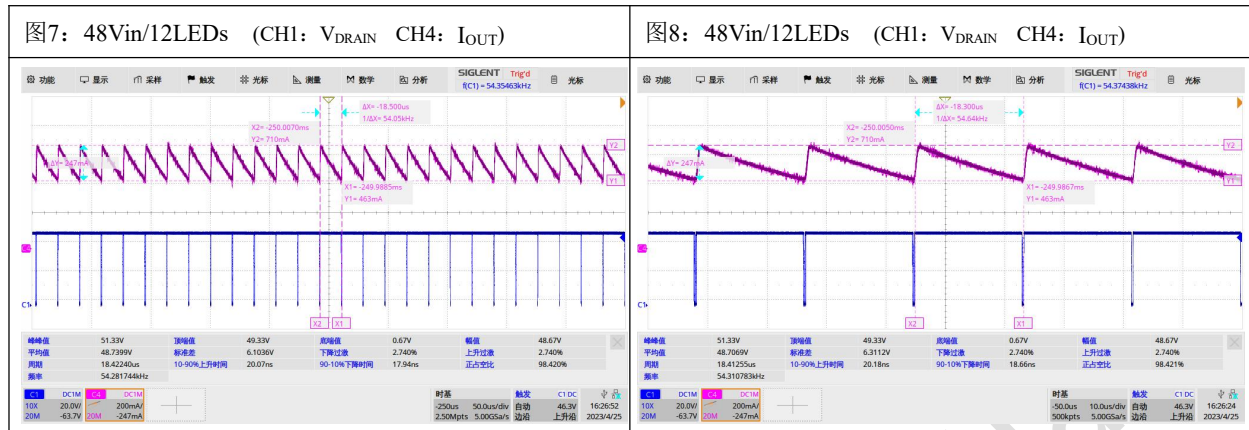 图7：48Vin/12LEDs (CH1：VDRAIN CH4：IOUT)
功能 显示 采样 触发 光标 测量 数学 分析 SIGLENT Trig'd 光标
f(C1) = 54.35463kHz
ΔX= -18.500us
1/ΔX= 54.05kHz
X2= -250.0070ms
Y2= 710mA
Y2
ΔY= 247mA
X1= -249.9885ms
Y1= 463mA
Y1
C4
C1
X2 X1
峰峰值 51.33V 顶端值 49.33V 底端值 0.67V 幅值 48.67V
平均值 48.7399V 标准差 6.1036V 下降过激 2.740% 上升过激 2.740%
周期 18.42240us 10-90%上升时间 20.07ns 90-10%下降时间 17.94ns 正占空比 98.420%
频率 54.281744kHz
C1 DC1M C4 DC1M 时基 触发 C1 DC
10X 20.0V/ 200mA/ -250us 50.0us/div 自动 46.3V 16:26:52
20M -63.7V 20M -247mA 2.50Mpts 5.00GSa/s 边沿 上升沿 2023/4/25
图8：48Vin/12LEDs (CH1：VDRAIN CH4：IOUT)
功能 显示 采样 触发 光标 测量 数学 分析 SIGLENT Trig'd 光标
f(C1) = 54.37438kHz
ΔX= -18.300us
1/ΔX= 54.64kHz
X2= -250.0050ms
Y2= 710mA
Y2
ΔY= 247mA
X1= -249.9867ms
Y1= 463mA
C4
C1
X2 X1
峰峰值 51.33V 顶端值 49.33V 底端值 0.67V 幅值 48.67V
平均值 48.7069V 标准差 6.3112V 下降过激 2.740% 上升过激 2.740%
周期 18.41255us 10-90%上升时间 20.18ns 90-10%下降时间 18.66ns 正占空比 98.421%
频率 54.310783kHz
C1 DC1M C4 DC1M 时基 触发 C1 DC
10X 20.0V/ 200mA/ -50.0us 10.0us/div 自动 46.3V 16:26:24
20M -63.7V 20M -247mA 500kpts 5.00GSa/s 边沿 上升沿 2023/4/25